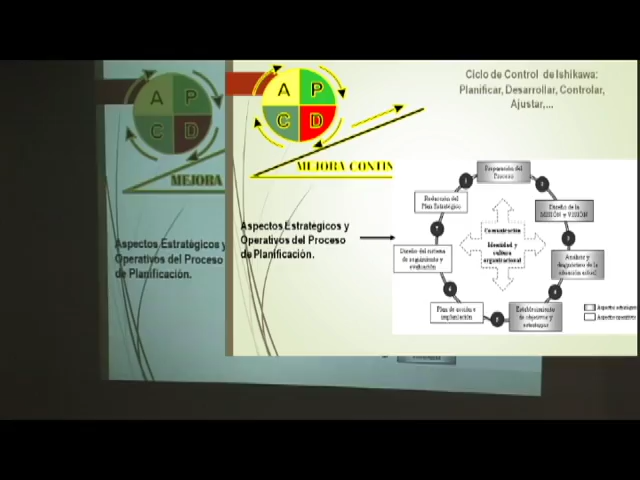 A P
C D
MEJORA
Aspectos Estratégicos y
Operativos del Proceso
de Planificación.
A P
C D
MEJORA CONTIN
Ciclo de Control de Ishikawa:
Planificar, Desarrollar, Controlar,
Ajustar,...
Aspectos Estratégicos y
Operativos del Proceso
de Planificación.
Preparación del
Proceso
Diseño de la
MISIÓN y VISIÓN
Análisis y
diagnóstico de la
situación actual
Establecimiento
de objetivos y
estrategias
Plan de acción e
implantación
Diseño del sistema
de seguimiento y
evaluación
Redacción del
Plan Estratégico
Comunicación
Identidad y
cultura
organizacional